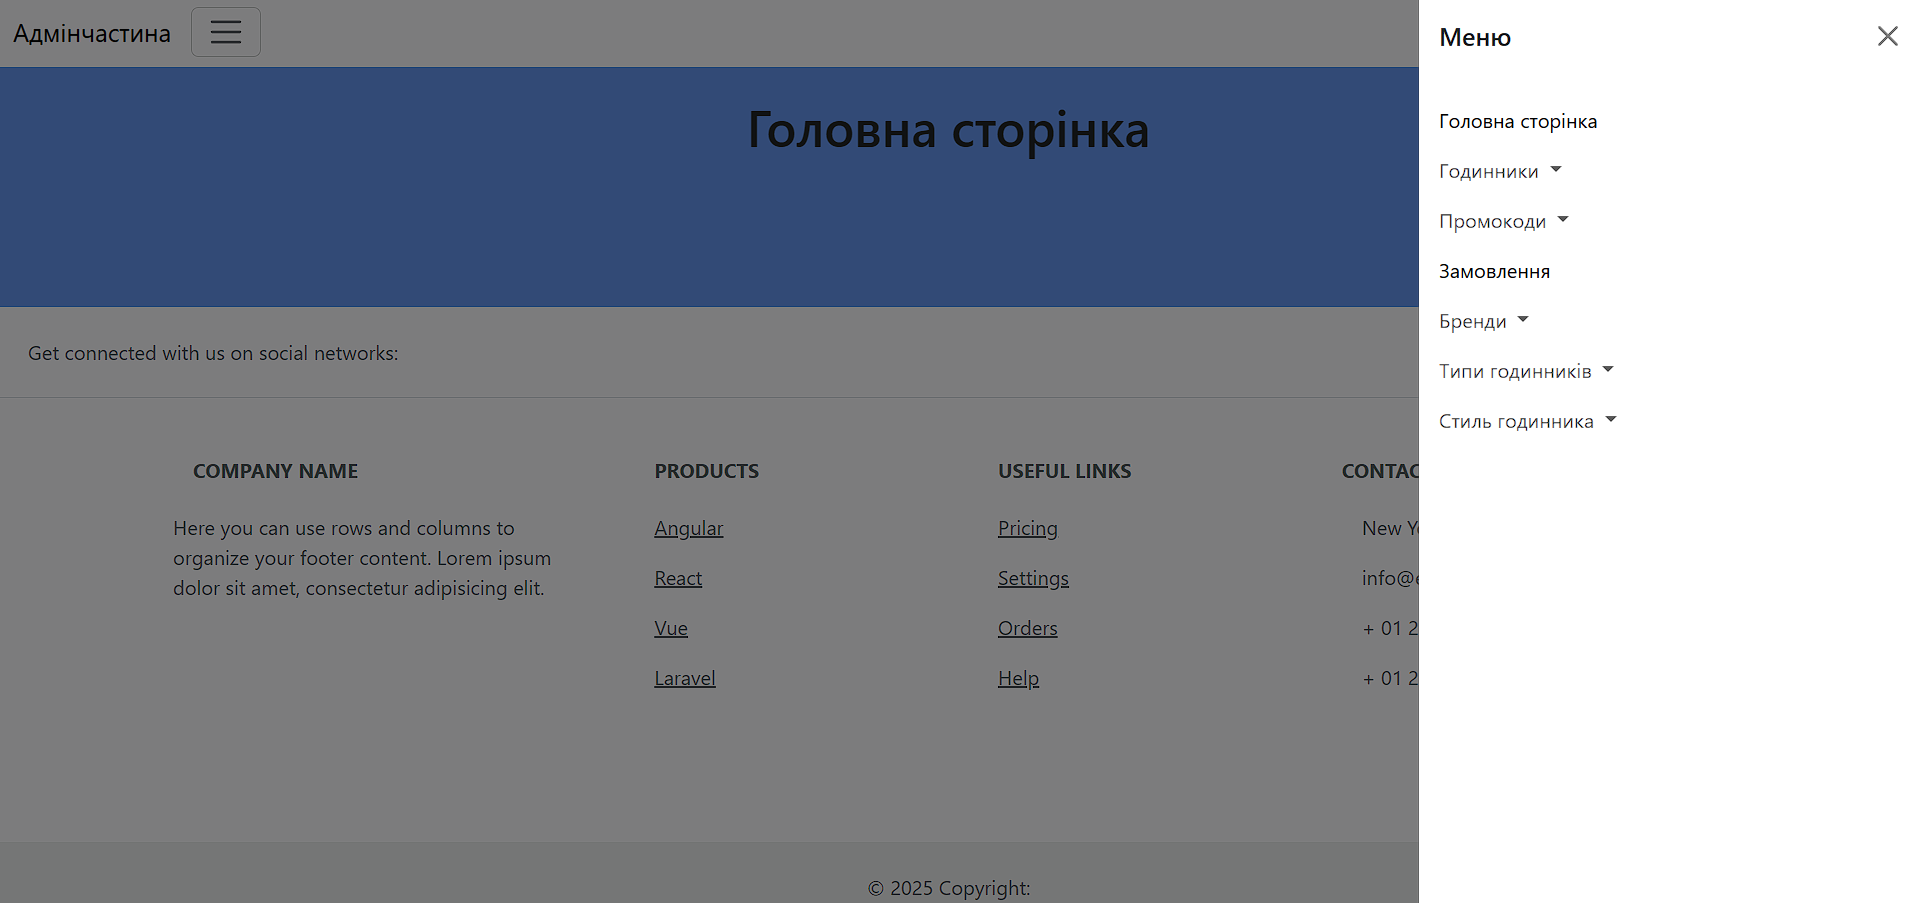 Адмінчастина
Головна сторінка
Get connected with us on social networks:
COMPANY NAME
Here you can use rows and columns to
organize your footer content. Lorem ipsum
dolor sit amet, consectetur adipisicing elit.
PRODUCTS
Angular
React
Vue
Laravel
USEFUL LINKS
Pricing
Settings
Orders
Help
CONTAC
New Y
info@
+ 01 2
+ 01 2
© 2025 Copyright:
Меню
Головна сторінка
Годинники
Промокоди
Замовлення
Бренди
Типи годинників
Стиль годинника